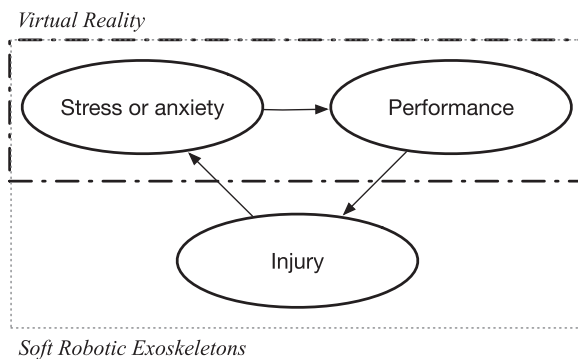 Virtual Reality
Stress or anxiety
Performance
Injury
Soft Robotic Exoskeletons